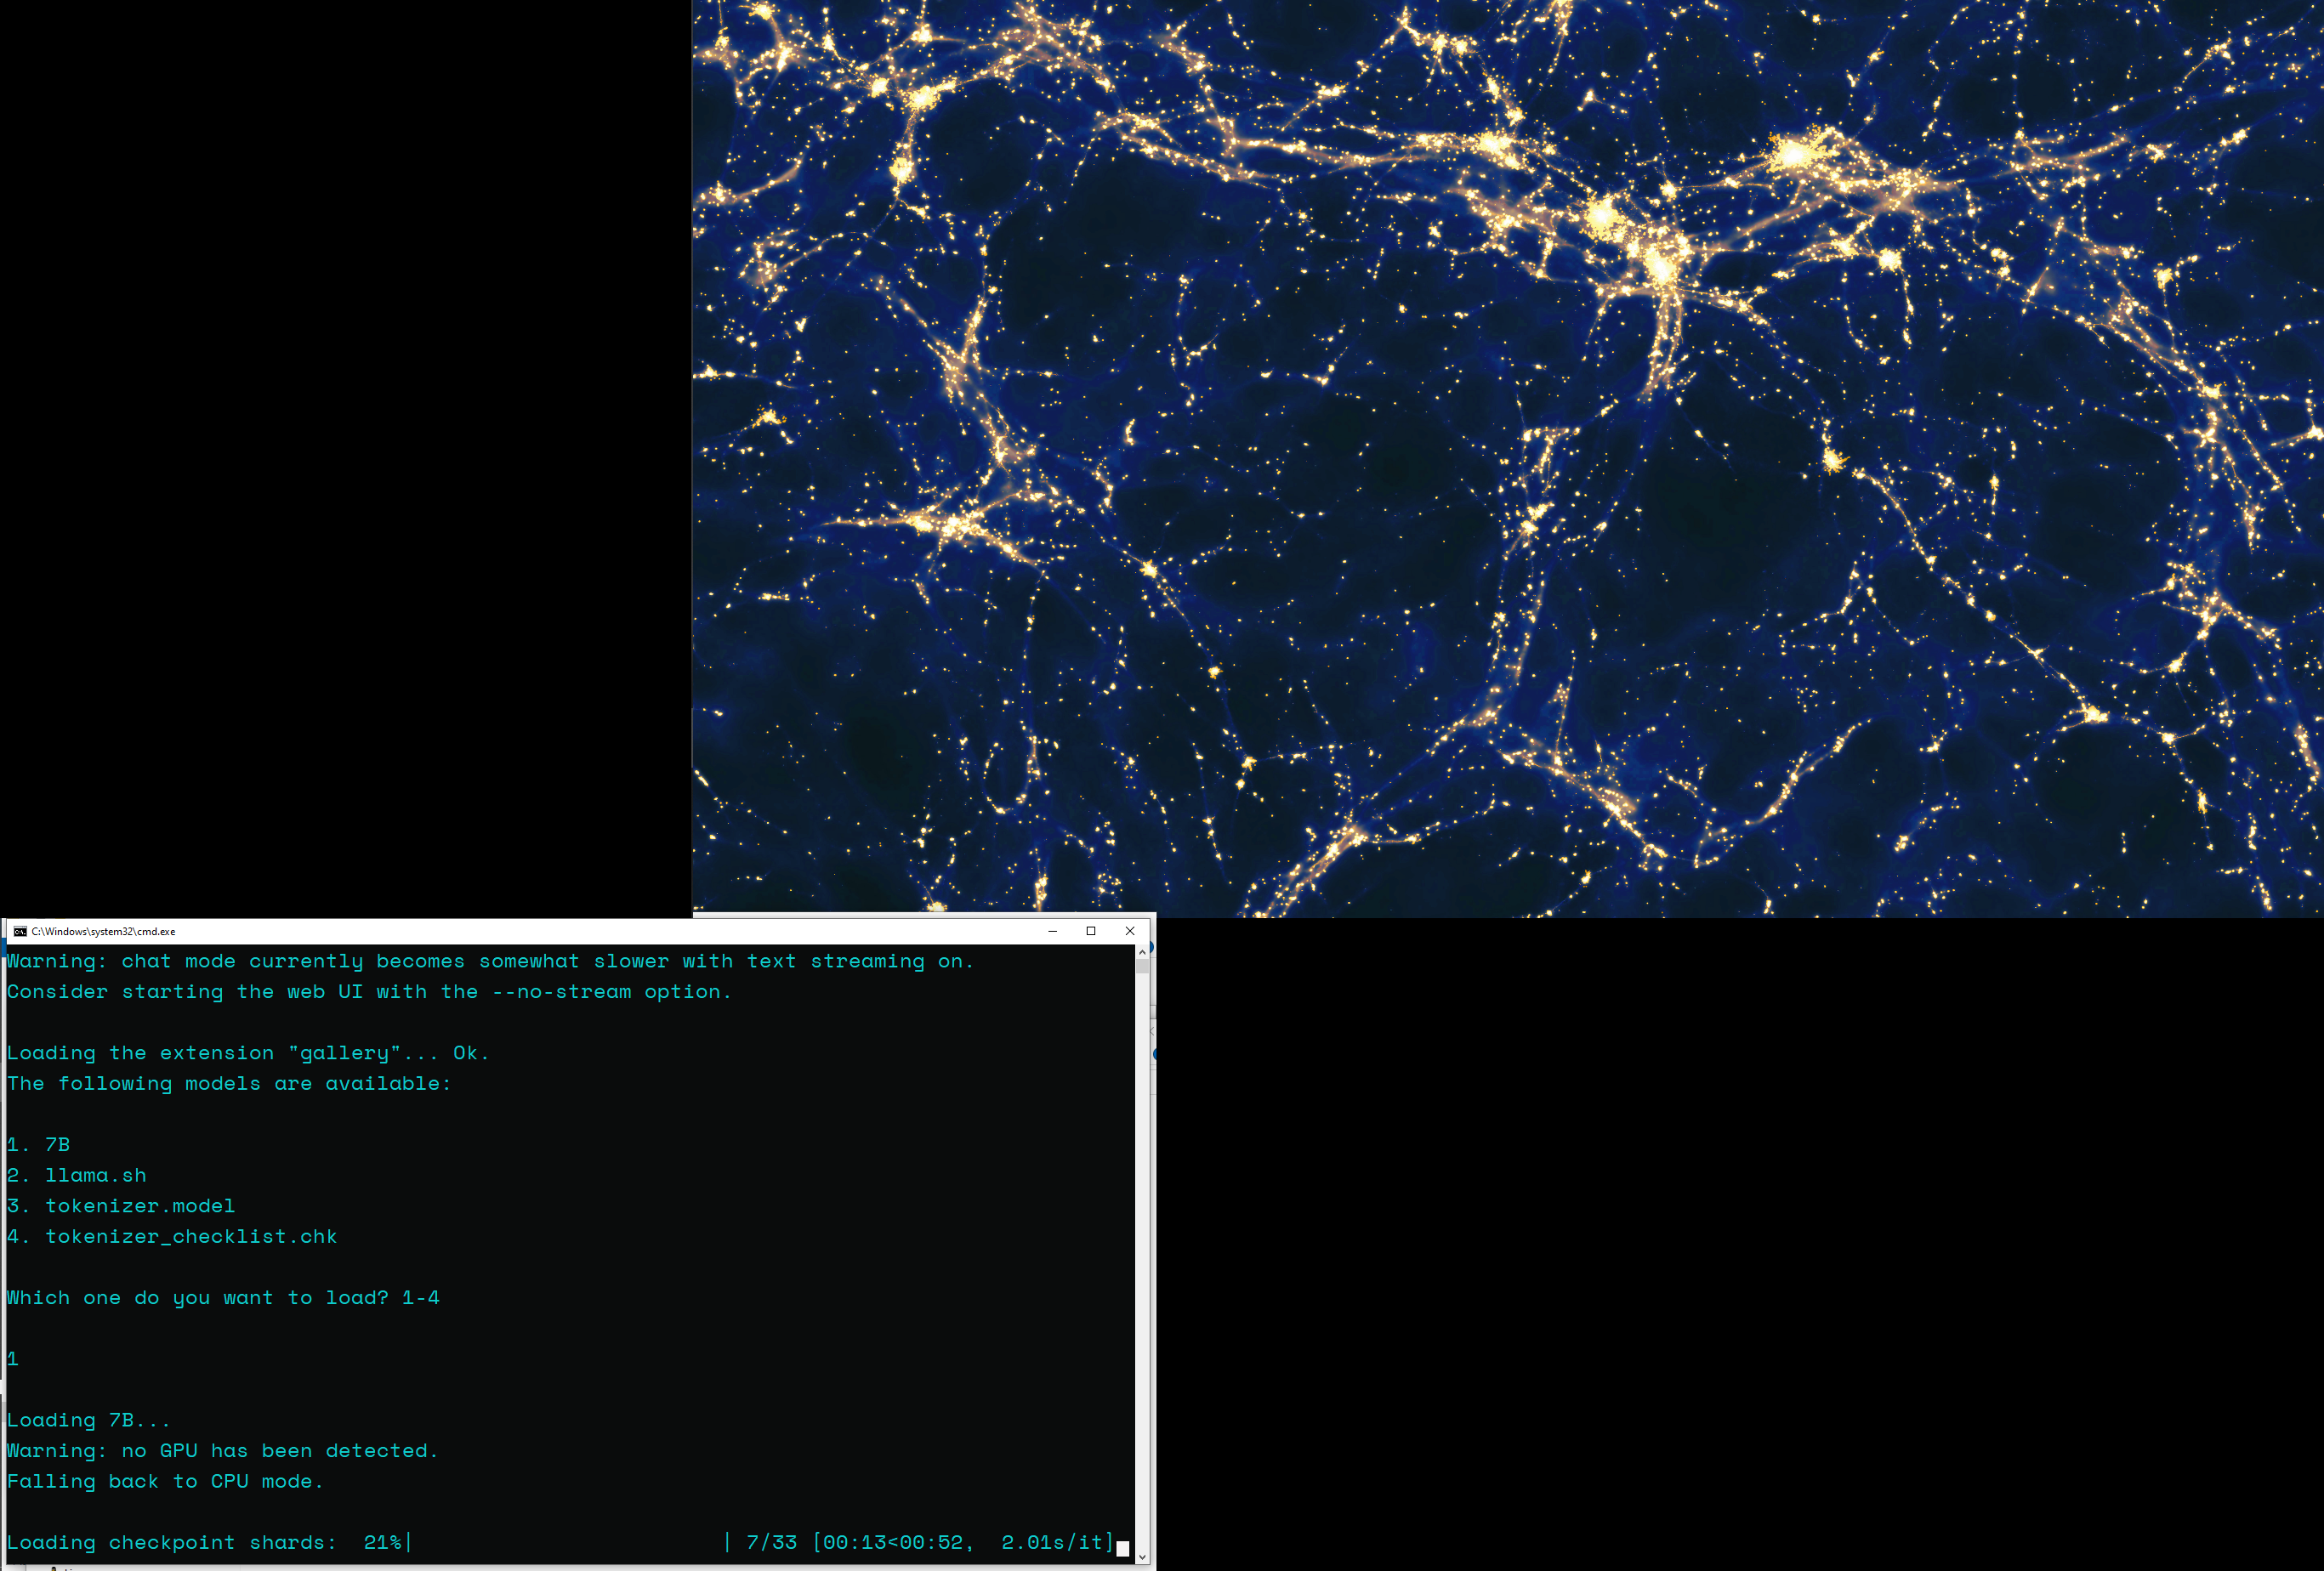 C:\Windows\system32\cmd.exe
Warning: chat mode currently becomes somewhat slower with text streaming on.
Consider starting the web UI with the --no-stream option.
Loading the extension "gallery"... Ok.
The following models are available:
1. 7B
2. llama.sh
3. tokenizer.model
4. tokenizer_checklist.chk
Which one do you want to load? 1-4
1
Loading 7B...
Warning: no GPU has been detected.
Falling back to CPU mode.
Loading checkpoint shards:  21%|                         | 7/33 [00:13<00:52,  2.01s/it]